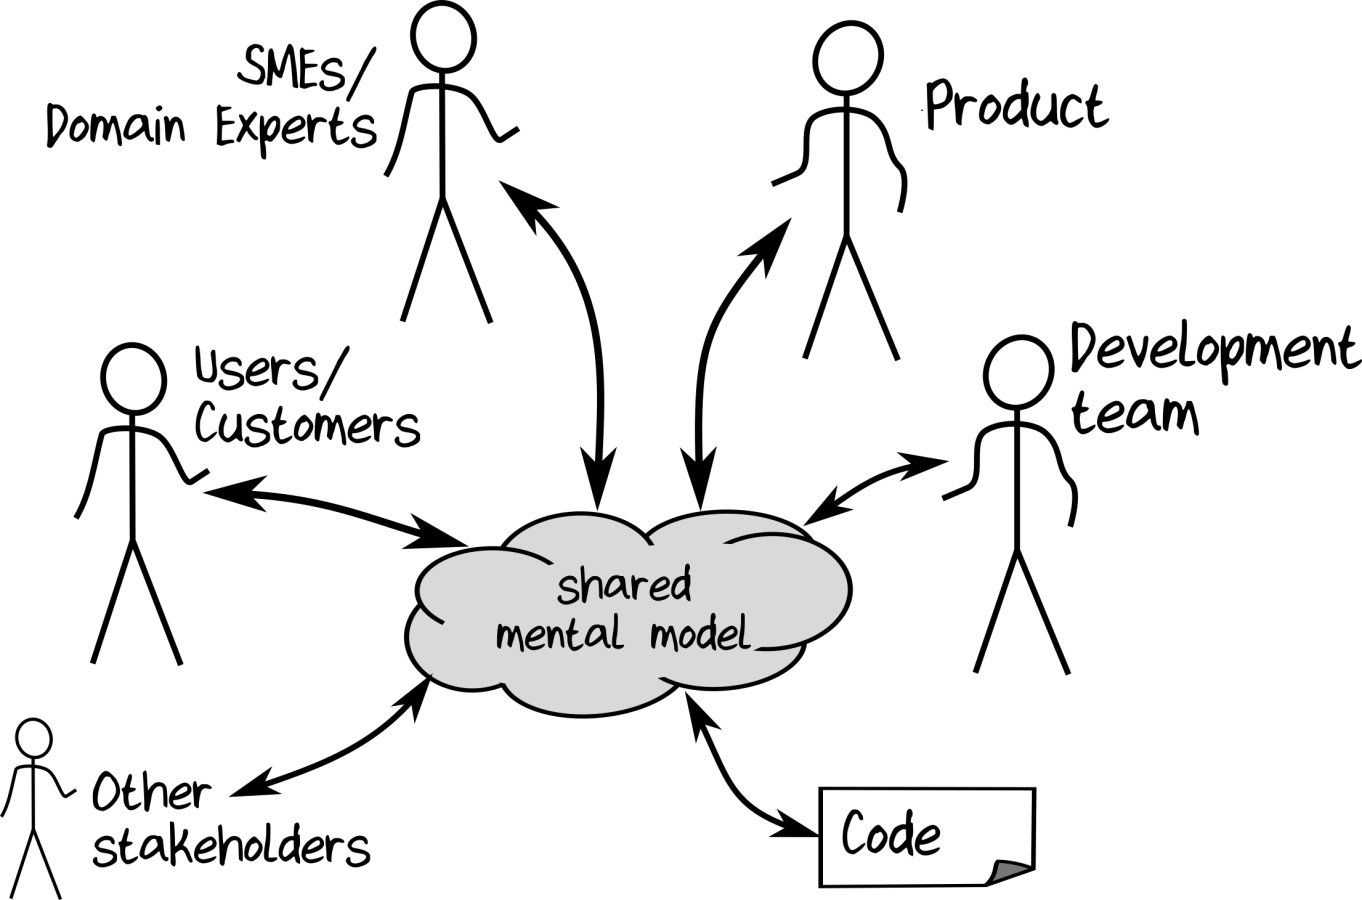 SMEs/
Domain Experts
Product
Users/
Customers
Development
team
shared
mental model
Other
stakeholders
Code